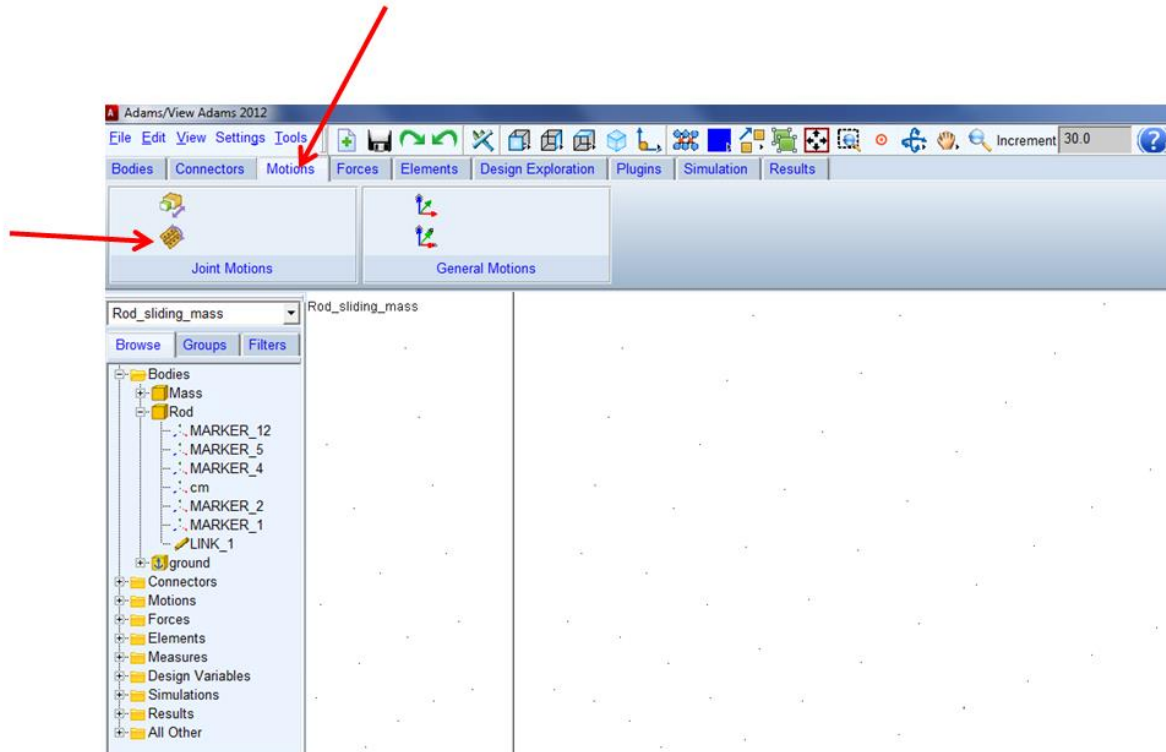 Adams/View Adams 2012
File Edit View Settings Tools Increment 30.0
Bodies Connectors Motions Forces Elements Design Exploration Plugins Simulation Results
Joint Motions General Motions
Rod_sliding_mass Rod_sliding_mass
Browse Groups Filters
Bodies
Mass
Rod
MARKER_12
MARKER_5
MARKER_4
cm
MARKER_2
MARKER_1
LINK_1
ground
Connectors
Motions
Forces
Elements
Measures
Design Variables
Simulations
Results
All Other